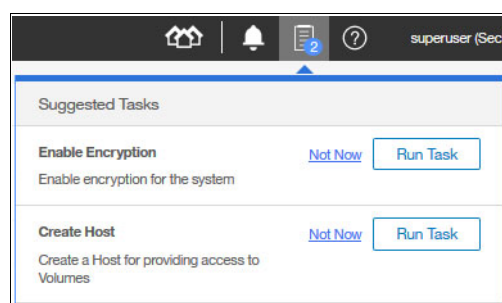 2
superuser (Sec
Suggested Tasks
Enable Encryption
Not Now
Run Task
Enable encryption for the system
Create Host
Not Now
Run Task
Create a Host for providing access to
Volumes